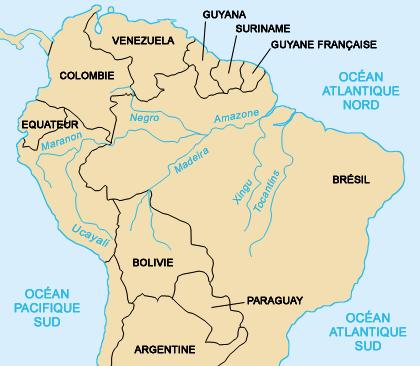 GUYANA
SURINAME
VENEZUELA
GUYANE FRANÇAISE
COLOMBIE
OCÉAN
ATLANTIQUE
NORD
Negro
Amazone
EQUATEUR
Maranon
Madeira
Xingu
Tocantins
BRÉSIL
Ucayali
BOLIVIE
OCÉAN
PACIFIQUE
SUD
PARAGUAY
OCÉAN
ATLANTIQUE
SUD
ARGENTINE